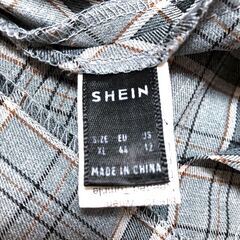 SHEIN
SIZE EU US
XL 44 12
MADE IN CHINA